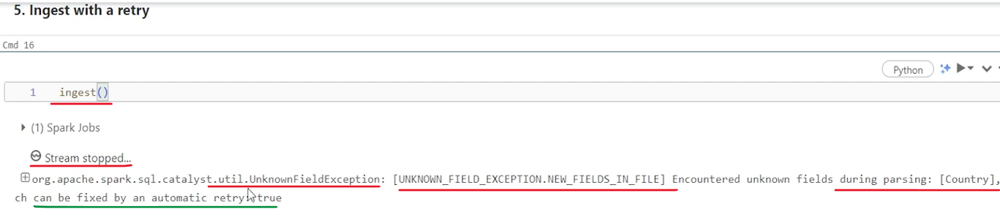 5. Ingest with a retry
Cmd 16
Python
1 ingest()
(1) Spark Jobs
Stream stopped...
org.apache.spark.sql.catalyst.util.UnknownFieldException: [UNKNOWN_FIELD_EXCEPTION.NEW_FIELDS_IN_FILE] Encountered unknown fields during parsing: [Country],
ch can be fixed by an automatic retry: true